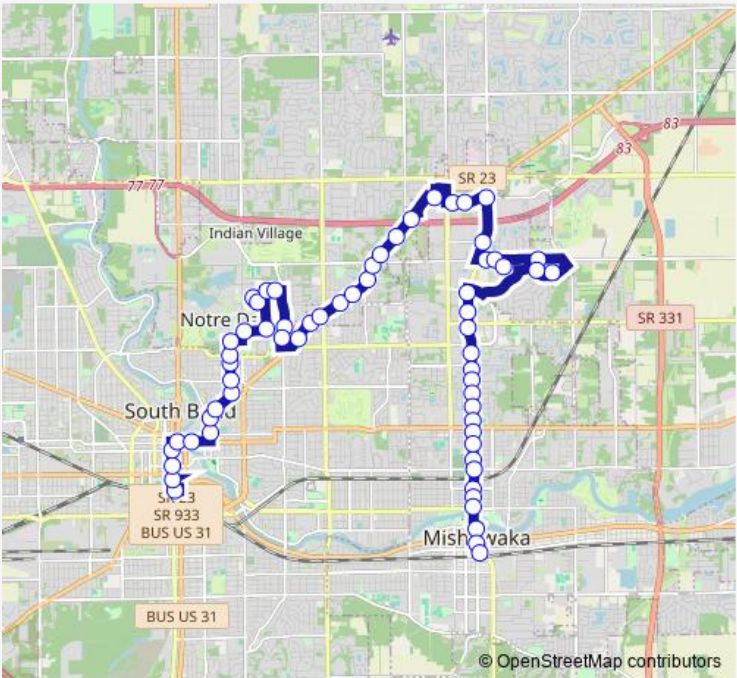 83
83
SR 23
77 77
Indian Village
Notre D
SR 331
South B d
SR 23
SR 933
BUS US 31
Mish waka
BUS US 31
© OpenStreetMap contributors